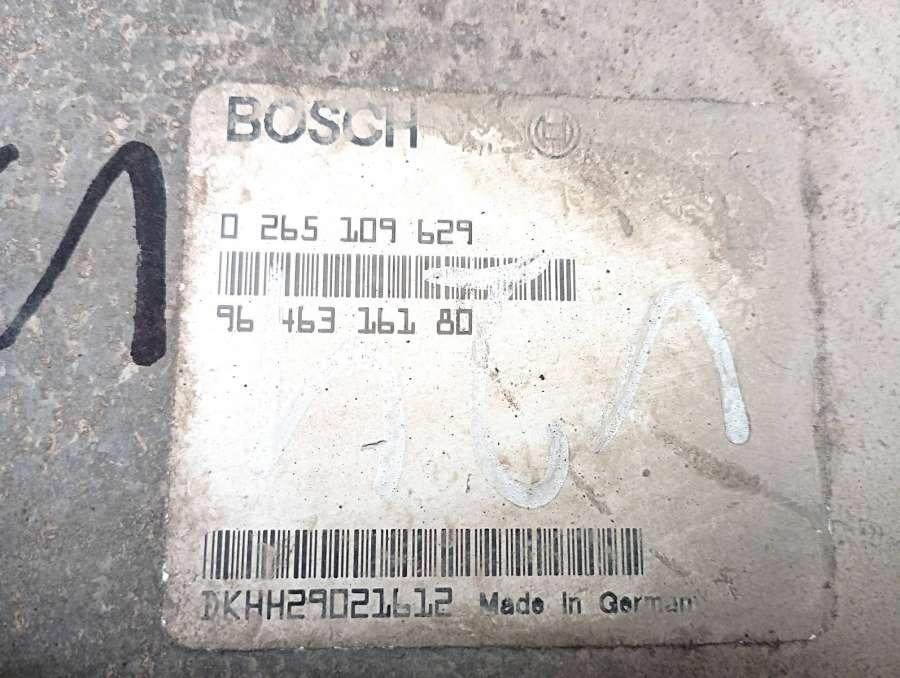 BOSCH
0 265 109 629
96 463 161 80
DKHH29021612 Made In Germany